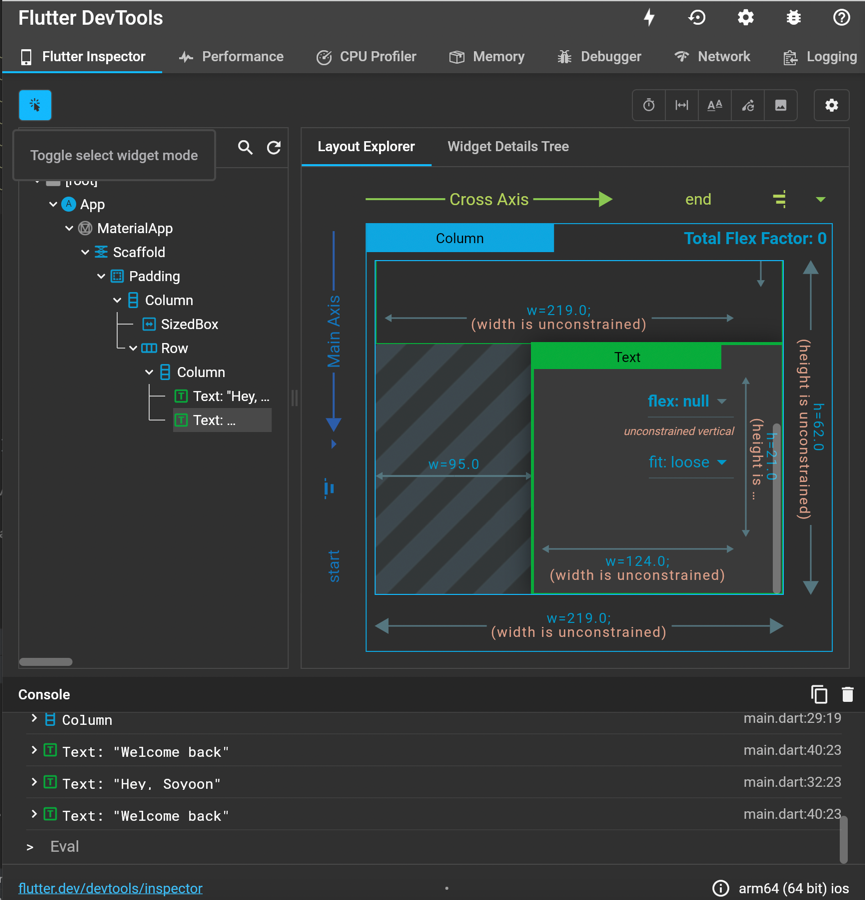 Flutter DevTools
Flutter Inspector Performance CPU Profiler Memory Debugger Network Logging
Toggle select widget mode
[root]
App
MaterialApp
Scaffold
Padding
Column
SizedBox
Row
Column
Text: "Hey, ...
Text: ...
Layout Explorer Widget Details Tree
Cross Axis end
Column Total Flex Factor: 0
Main Axis
start
w=219.0;
(width is unconstrained)
Text
flex: null
unconstrained vertical
fit: loose
h=21.0
(height is ...
w=95.0
w=124.0;
(width is unconstrained)
h=62.0
(height is unconstrained)
w=219.0;
(width is unconstrained)
Console
Column main.dart:29:19
Text: "Welcome back" main.dart:40:23
Text: "Hey, Soyoon" main.dart:32:23
Text: "Welcome back" main.dart:40:23
> Eval
flutter.dev/devtools/inspector • arm64 (64 bit) ios